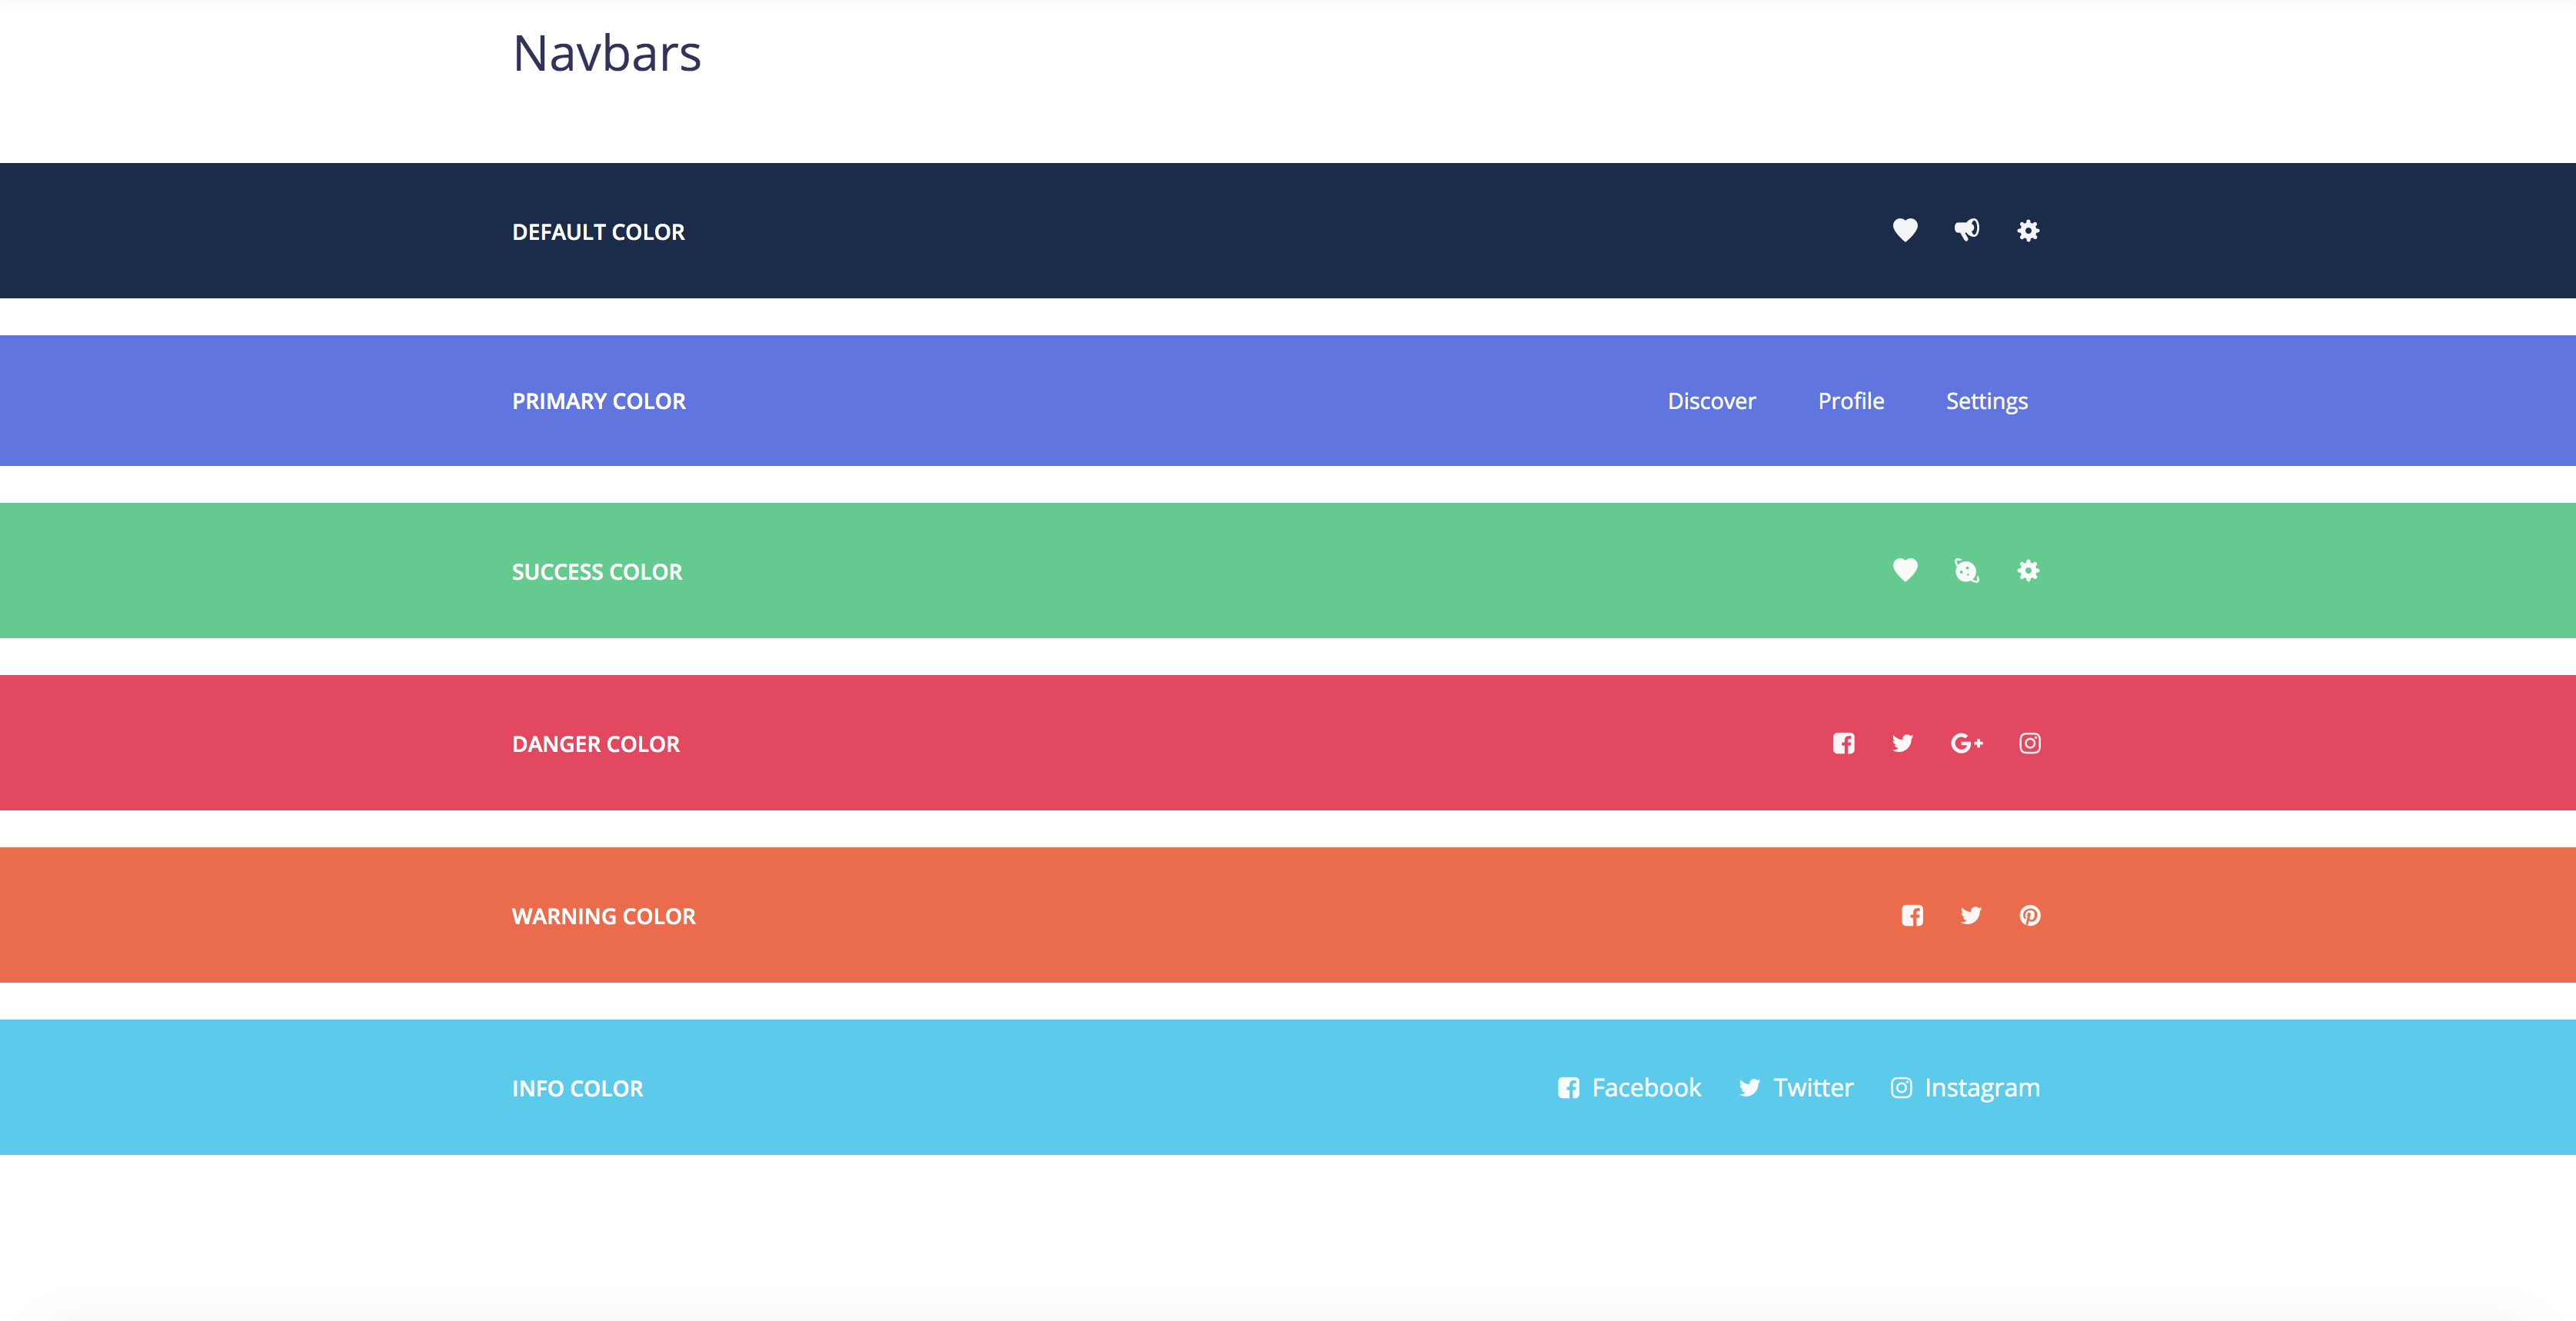 Navbars
DEFAULT COLOR
PRIMARY COLOR Discover Profile Settings
SUCCESS COLOR
DANGER COLOR G+
WARNING COLOR
INFO COLOR Facebook Twitter Instagram